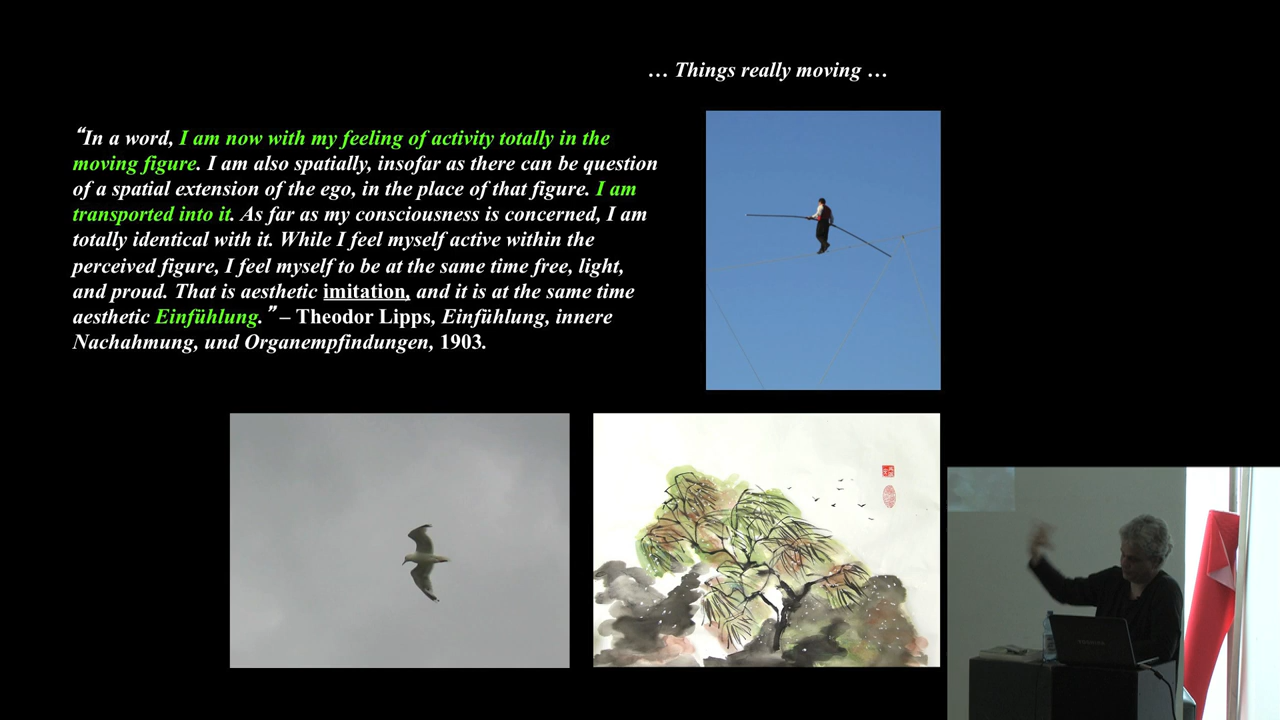 … Things really moving …
“In a word, I am now with my feeling of activity totally in the
moving figure. I am also spatially, insofar as there can be question
of a spatial extension of the ego, in the place of that figure. I am
transported into it. As far as my consciousness is concerned, I am
totally identical with it. While I feel myself active within the
perceived figure, I feel myself to be at the same time free, light,
and proud. That is aesthetic imitation, and it is at the same time
aesthetic Einfühlung.” – Theodor Lipps, Einfühlung, innere
Nachahmung, und Organempfindungen, 1903.